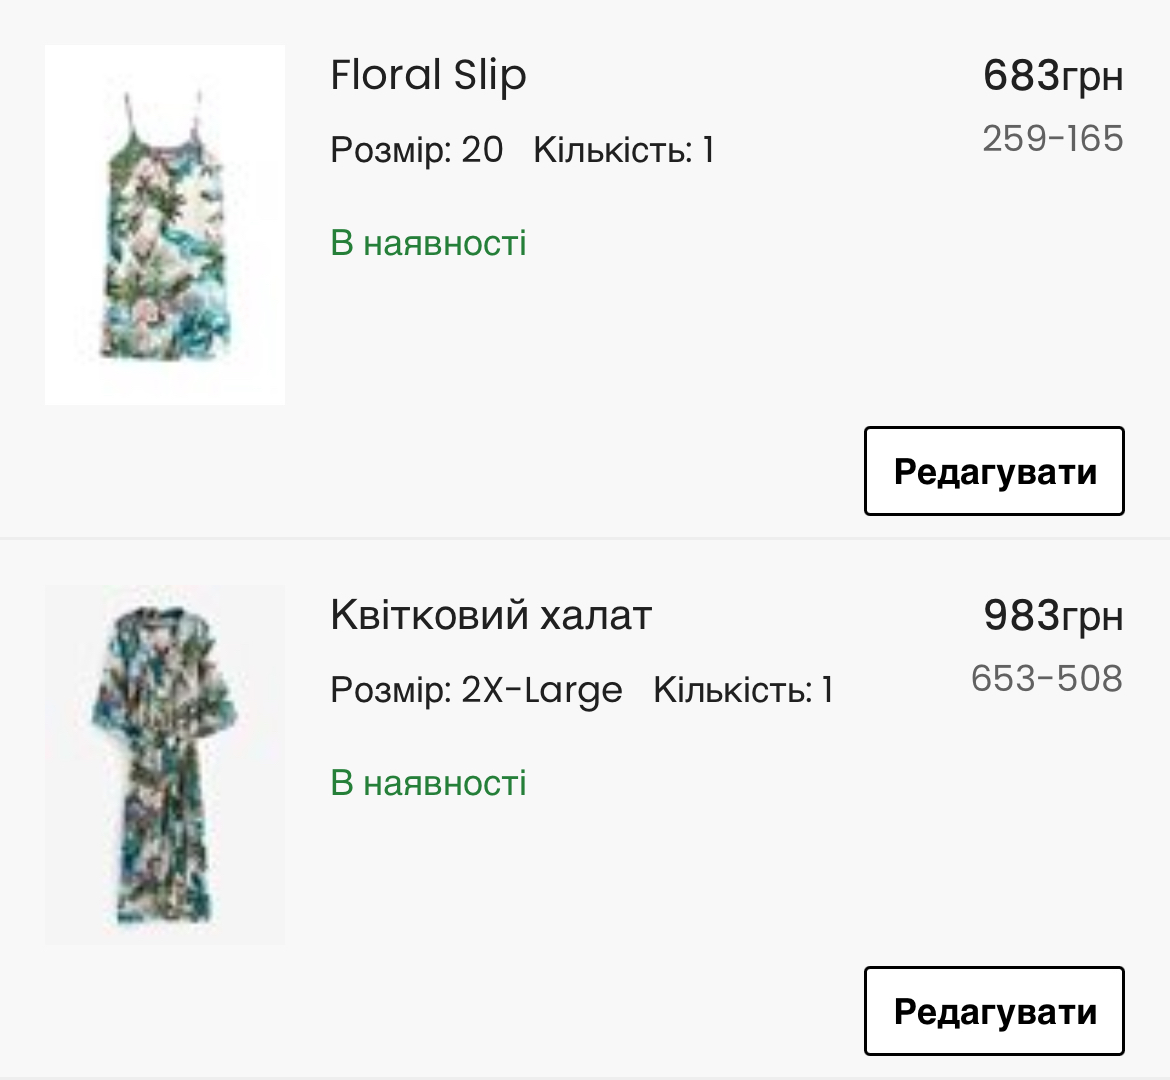 Floral Slip
683грн
Розмір: 20 Кількість: 1
259-165
В наявності
Редагувати
Квітковий халат
983грн
Розмір: 2X-Large Кількість: 1
653-508
В наявності
Редагувати